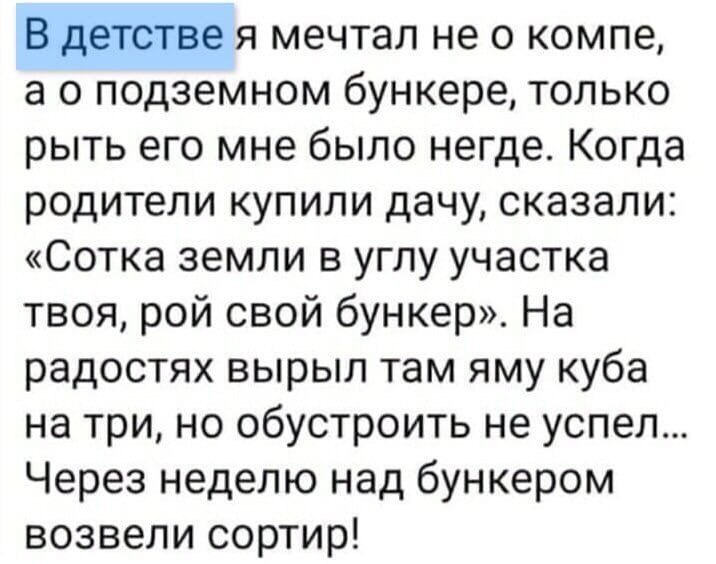 В детстве я мечтал не о компе,
а о подземном бункере, только
рыть его мне было негде. Когда
родители купили дачу, сказали:
«Сотка земли в углу участка
твоя, рой свой бункер». На
радостях вырыл там яму куба
на три, но обустроить не успел...
Через неделю над бункером
возвели сортир!